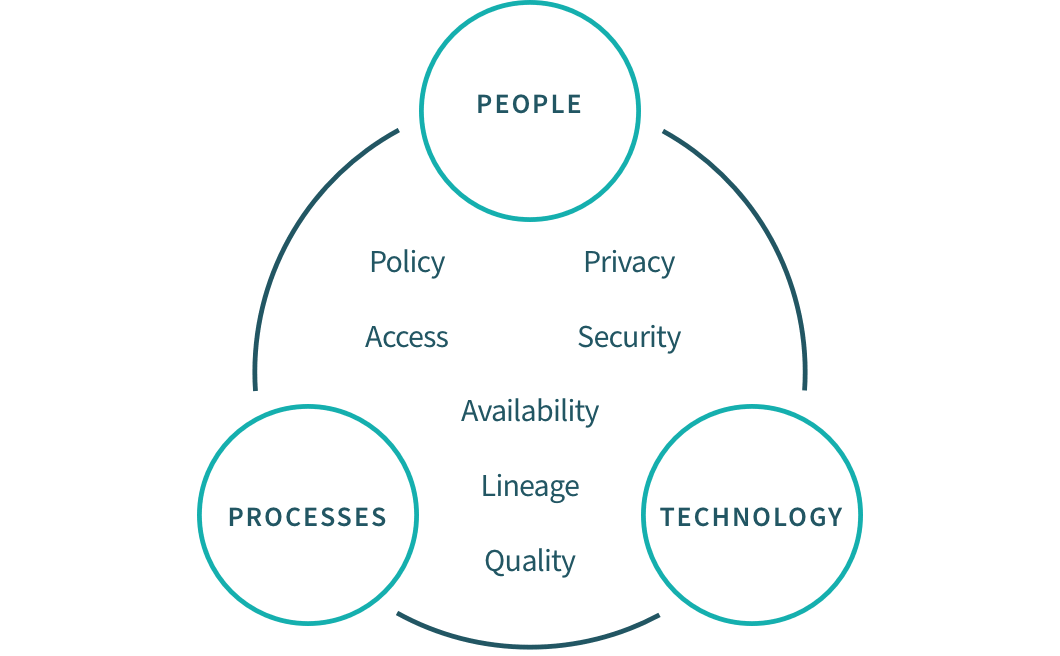 PEOPLE
Policy
Privacy
Access
Security
Availability
Lineage
PROCESSES
TECHNOLOGY
Quality